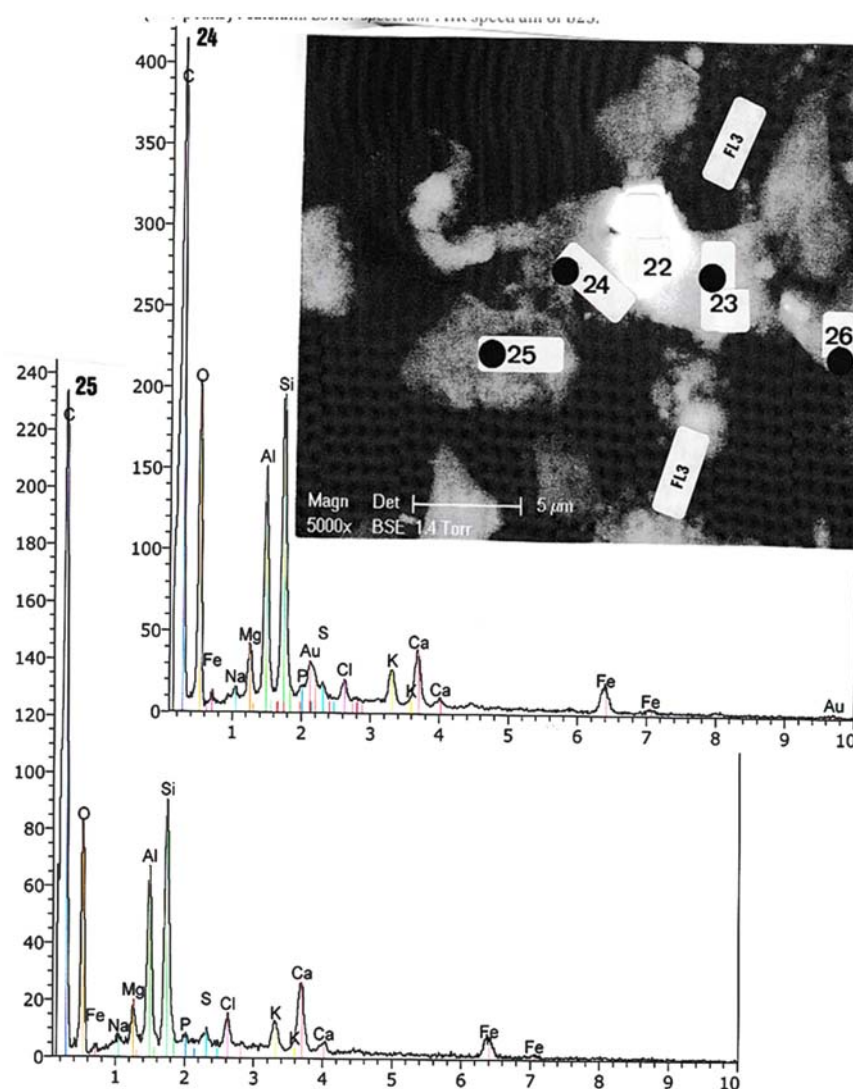 24
C
400
350
300
250
200
150
100
50
0
O
Fe
Na
Mg
Al
Si
P
Au
S
Cl
K
K
Ca
Ca
Fe
Fe
Au
1 2 3 4 5 6 7 8 9 10
FL3
22
24
23
25
26
FL3
Magn Det 5 µm
5000x BSE 1.4 Torr
25
C
240
220
200
180
160
140
120
100
80
60
40
20
0
O
Fe
Na
Mg
Al
Si
P
S
Cl
K
K
Ca
Ca
Fe
Fe
1 2 3 4 5 6 7 8 9 10